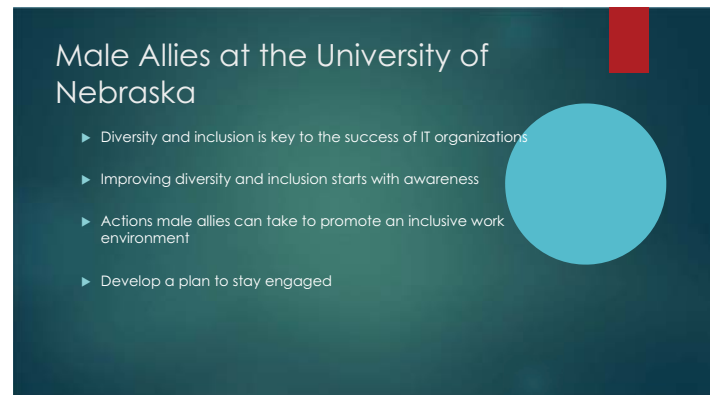 Male Allies at the University of
Nebraska
Diversity and inclusion is key to the success of IT organizations
Improving diversity and inclusion starts with awareness
Actions male allies can take to promote an inclusive work
environment
Develop a plan to stay engaged